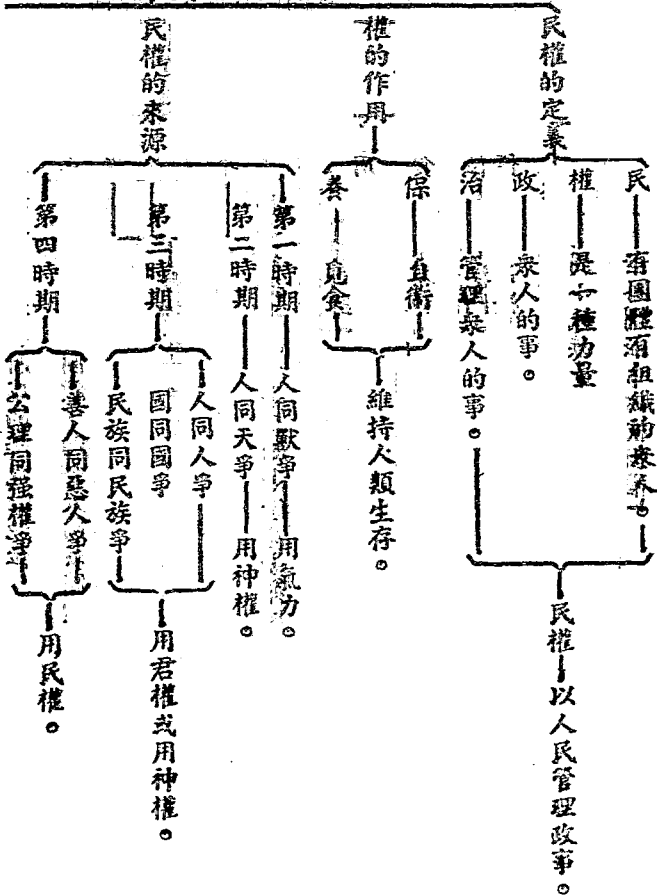 民權的定義
民
有團體有組織的衆人。
權
是一種力量
政
衆人的事。
治
管理衆人的事。
民權
以人民管理政事。
權的作用
保
自衞
養
覓食
維持人類生存。
民權的來源
第一時期
人同獸爭
用氣力。
第二時期
人同天爭
用神權。
第三時期
人同人爭
國同國爭
民族同民族爭
用君權或用神權。
第四時期
善人同惡人爭
公理同强權爭
用民權。